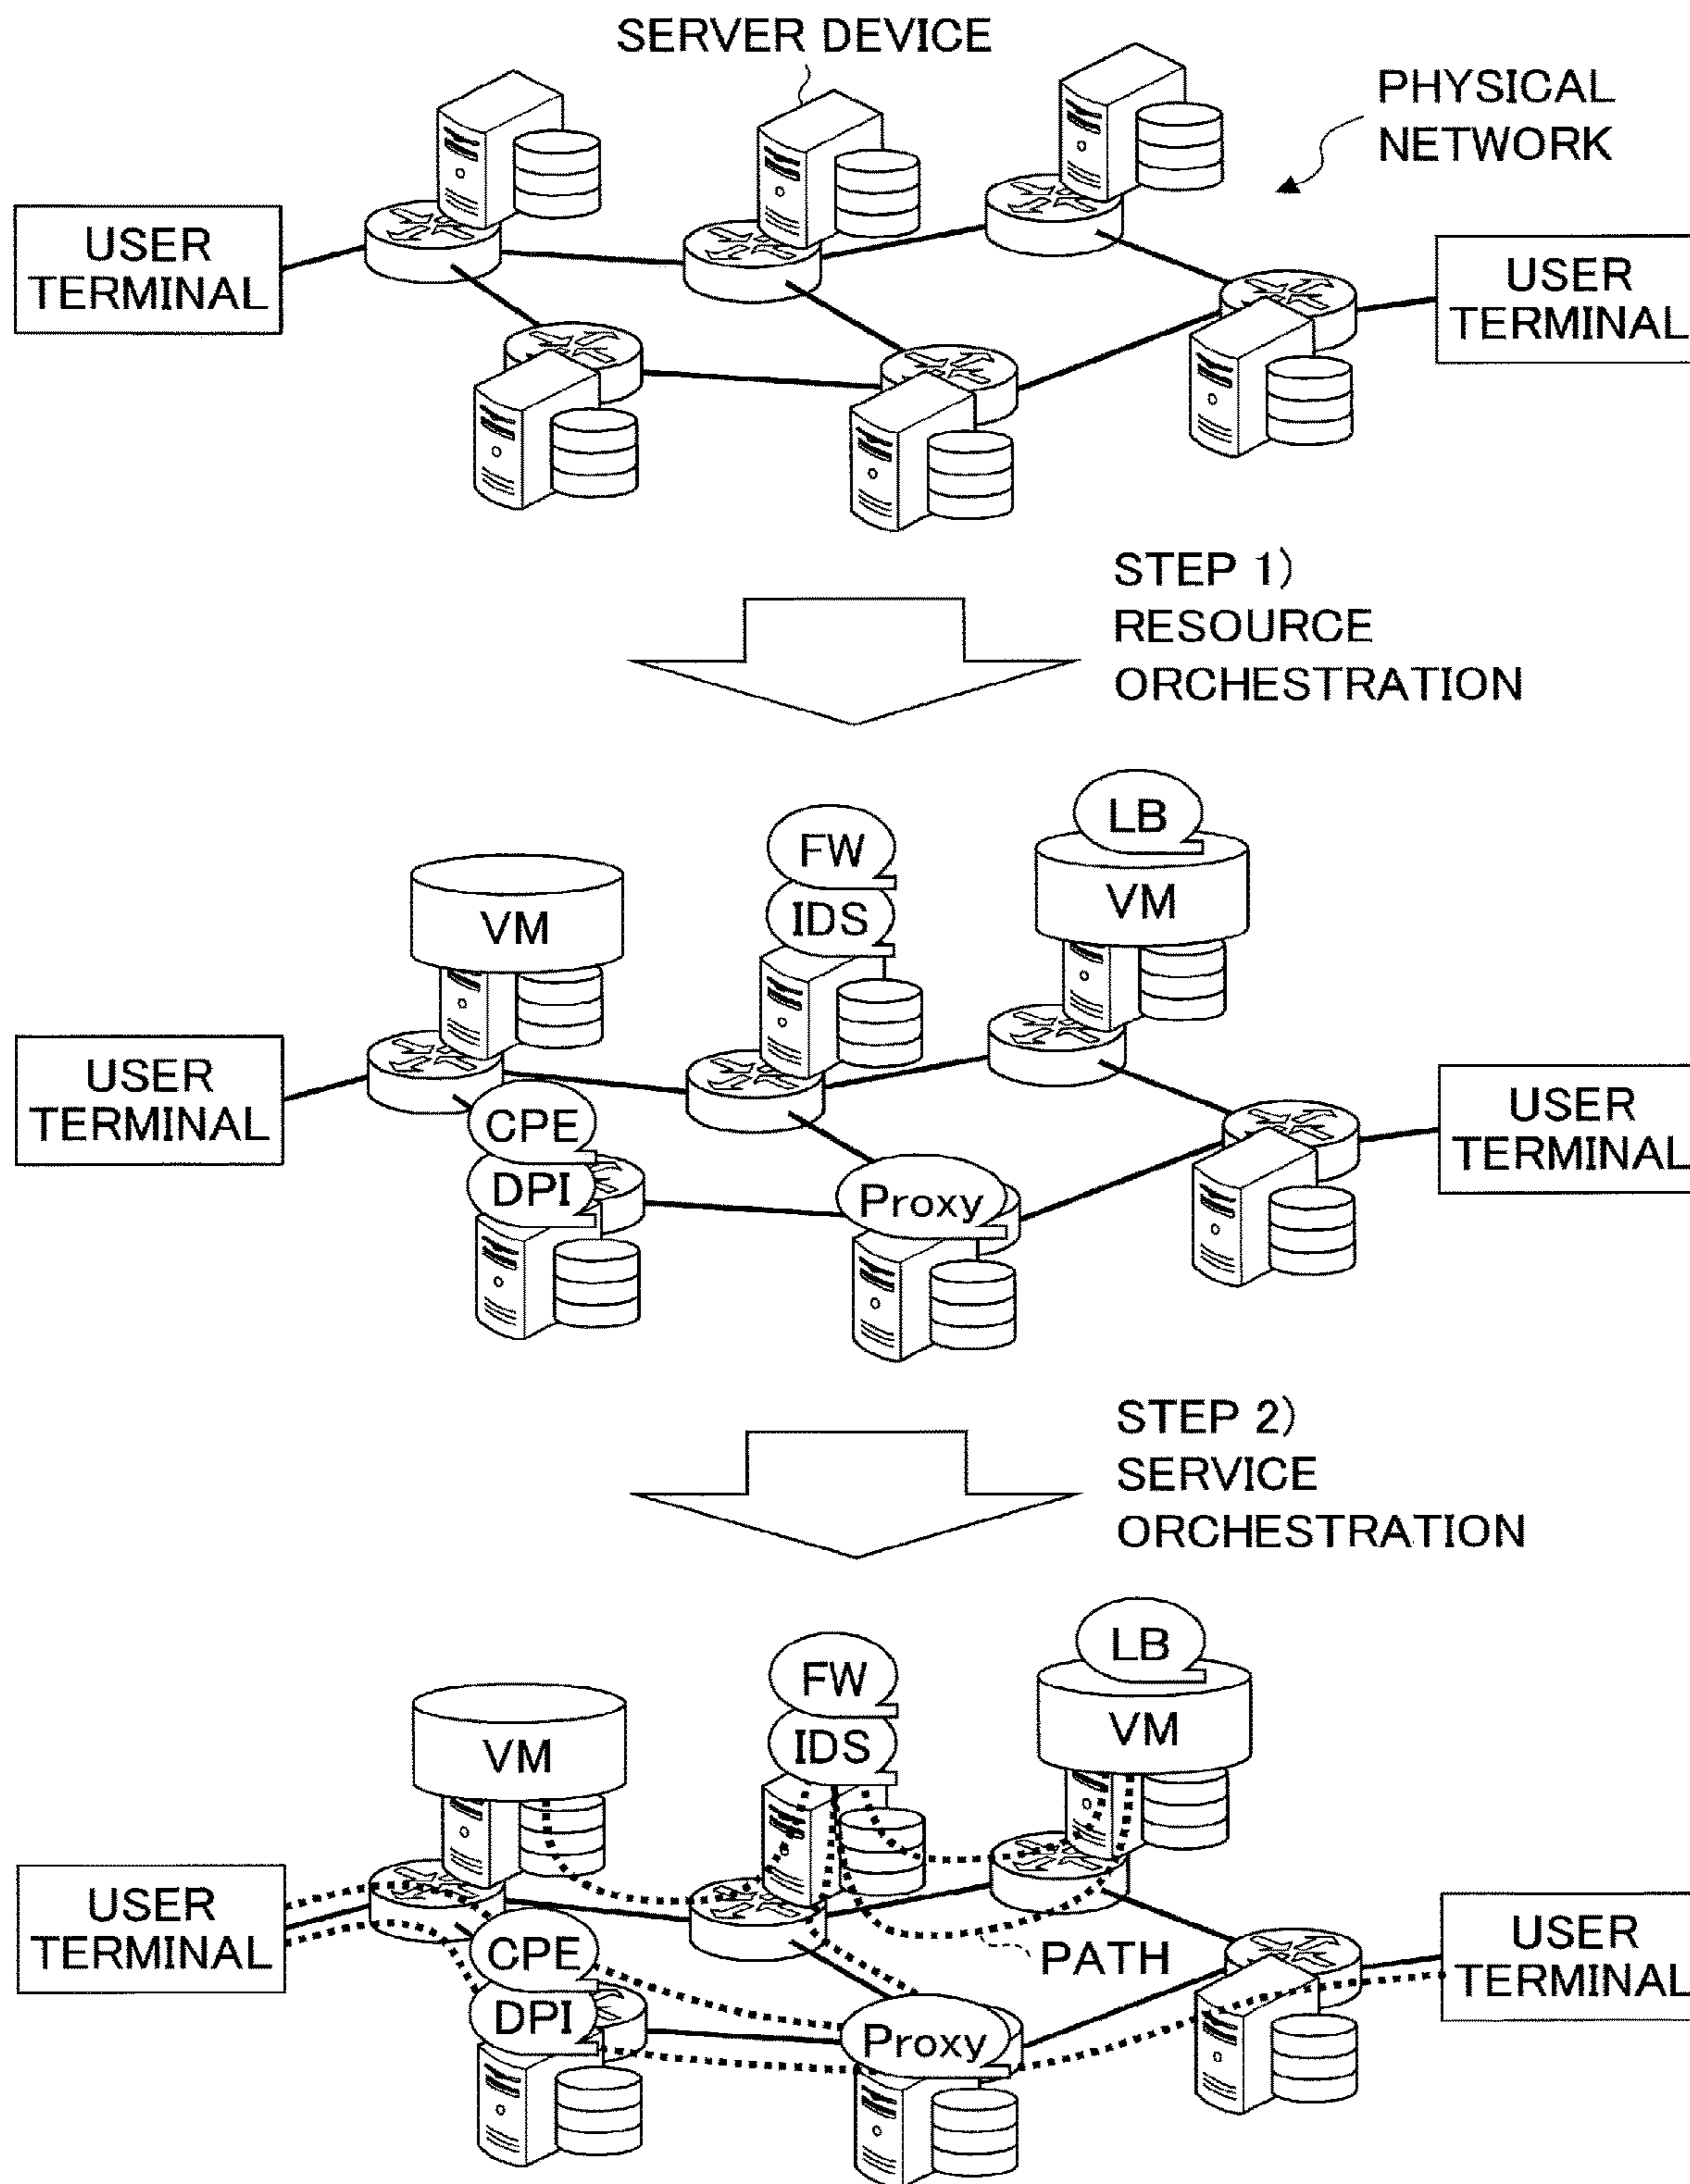 SERVER DEVICE
PHYSICAL
NETWORK
USER
TERMINAL
USER
TERMINAL
STEP 1)
RESOURCE
ORCHESTRATION
LB
FW
VM
IDS
VM
USER
TERMINAL
CPE
USER
TERMINAL
DPI
Proxy
STEP 2)
SERVICE
ORCHESTRATION
LB
FW
VM
IDS
VM
USER
TERMINAL
CPE
PATH
USER
TERMINAL
DPI
Proxy